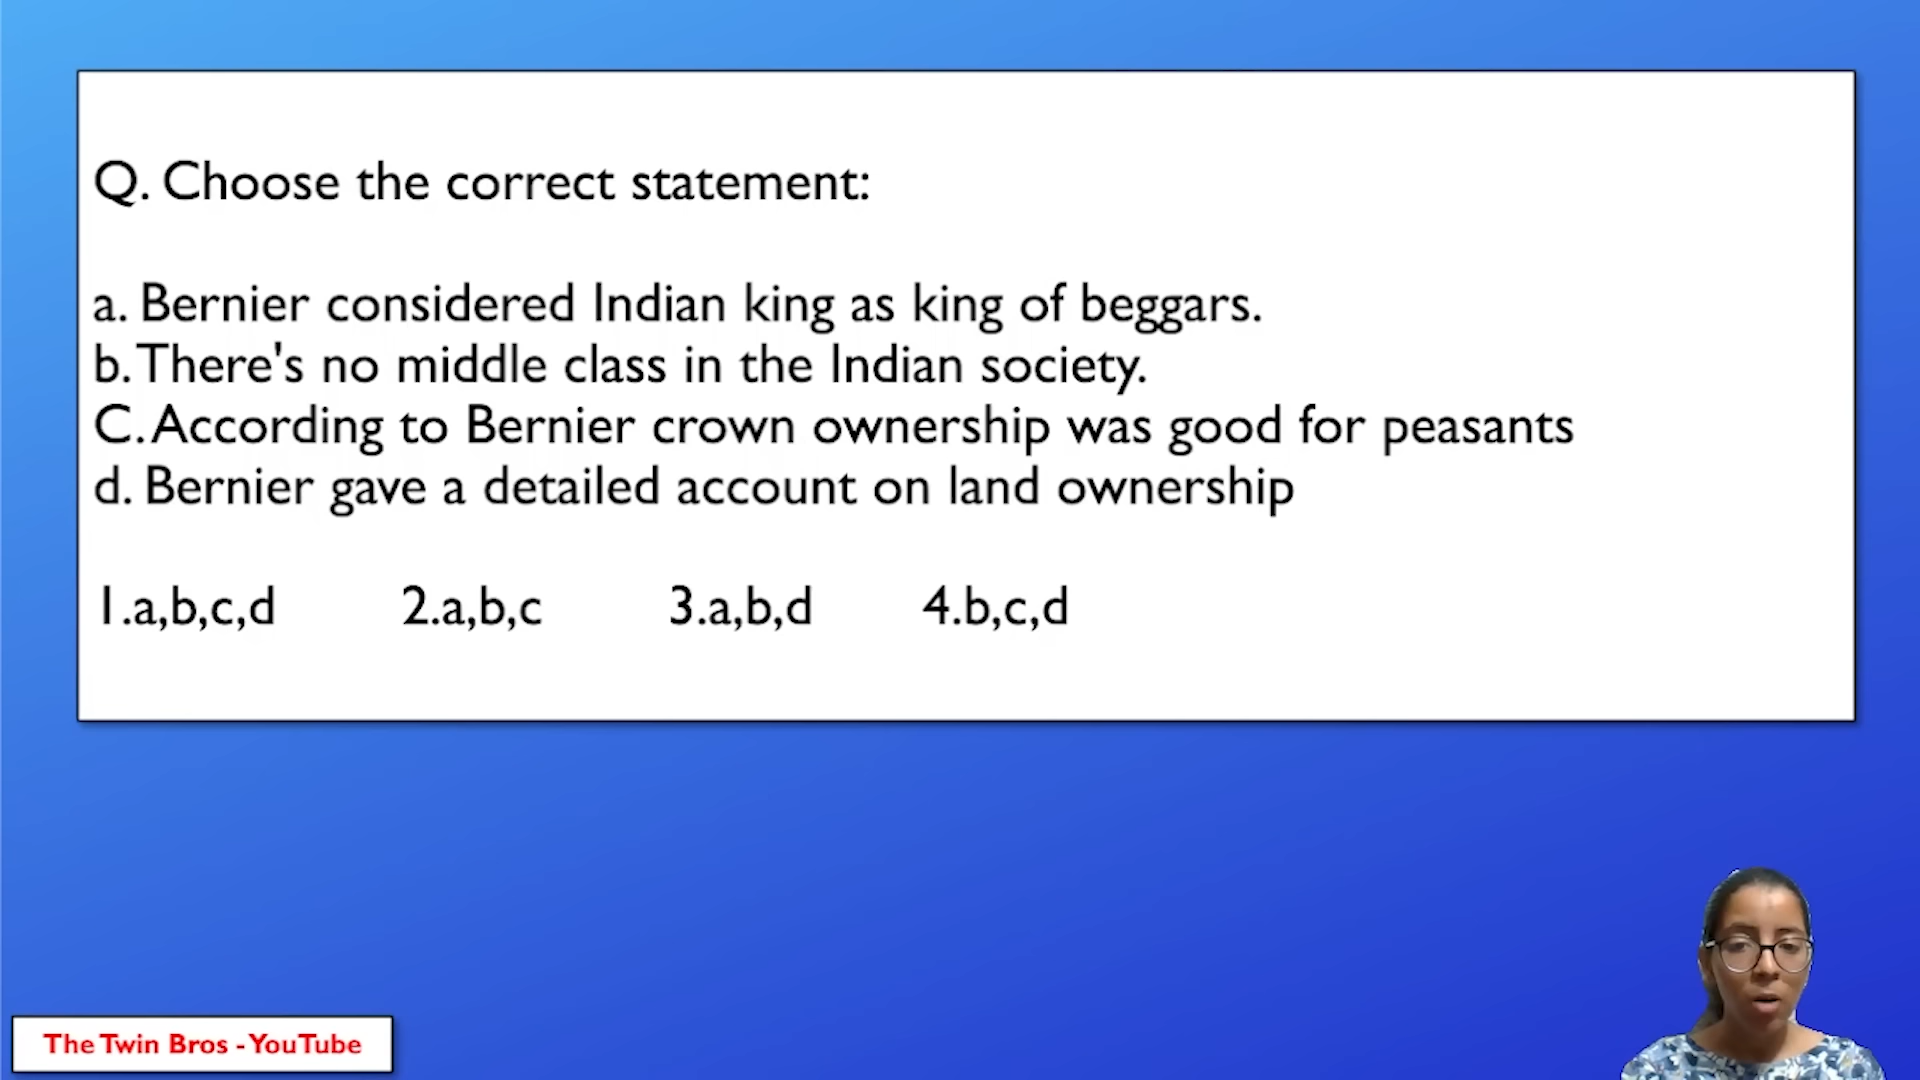 Q. Choose the correct statement:
a. Bernier considered Indian king as king of beggars.
b. There's no middle class in the Indian society.
C. According to Bernier crown ownership was good for peasants
d. Bernier gave a detailed account on land ownership
1.a,b,c,d 2.a,b,c 3.a,b,d 4.b,c,d
The Twin Bros - YouTube